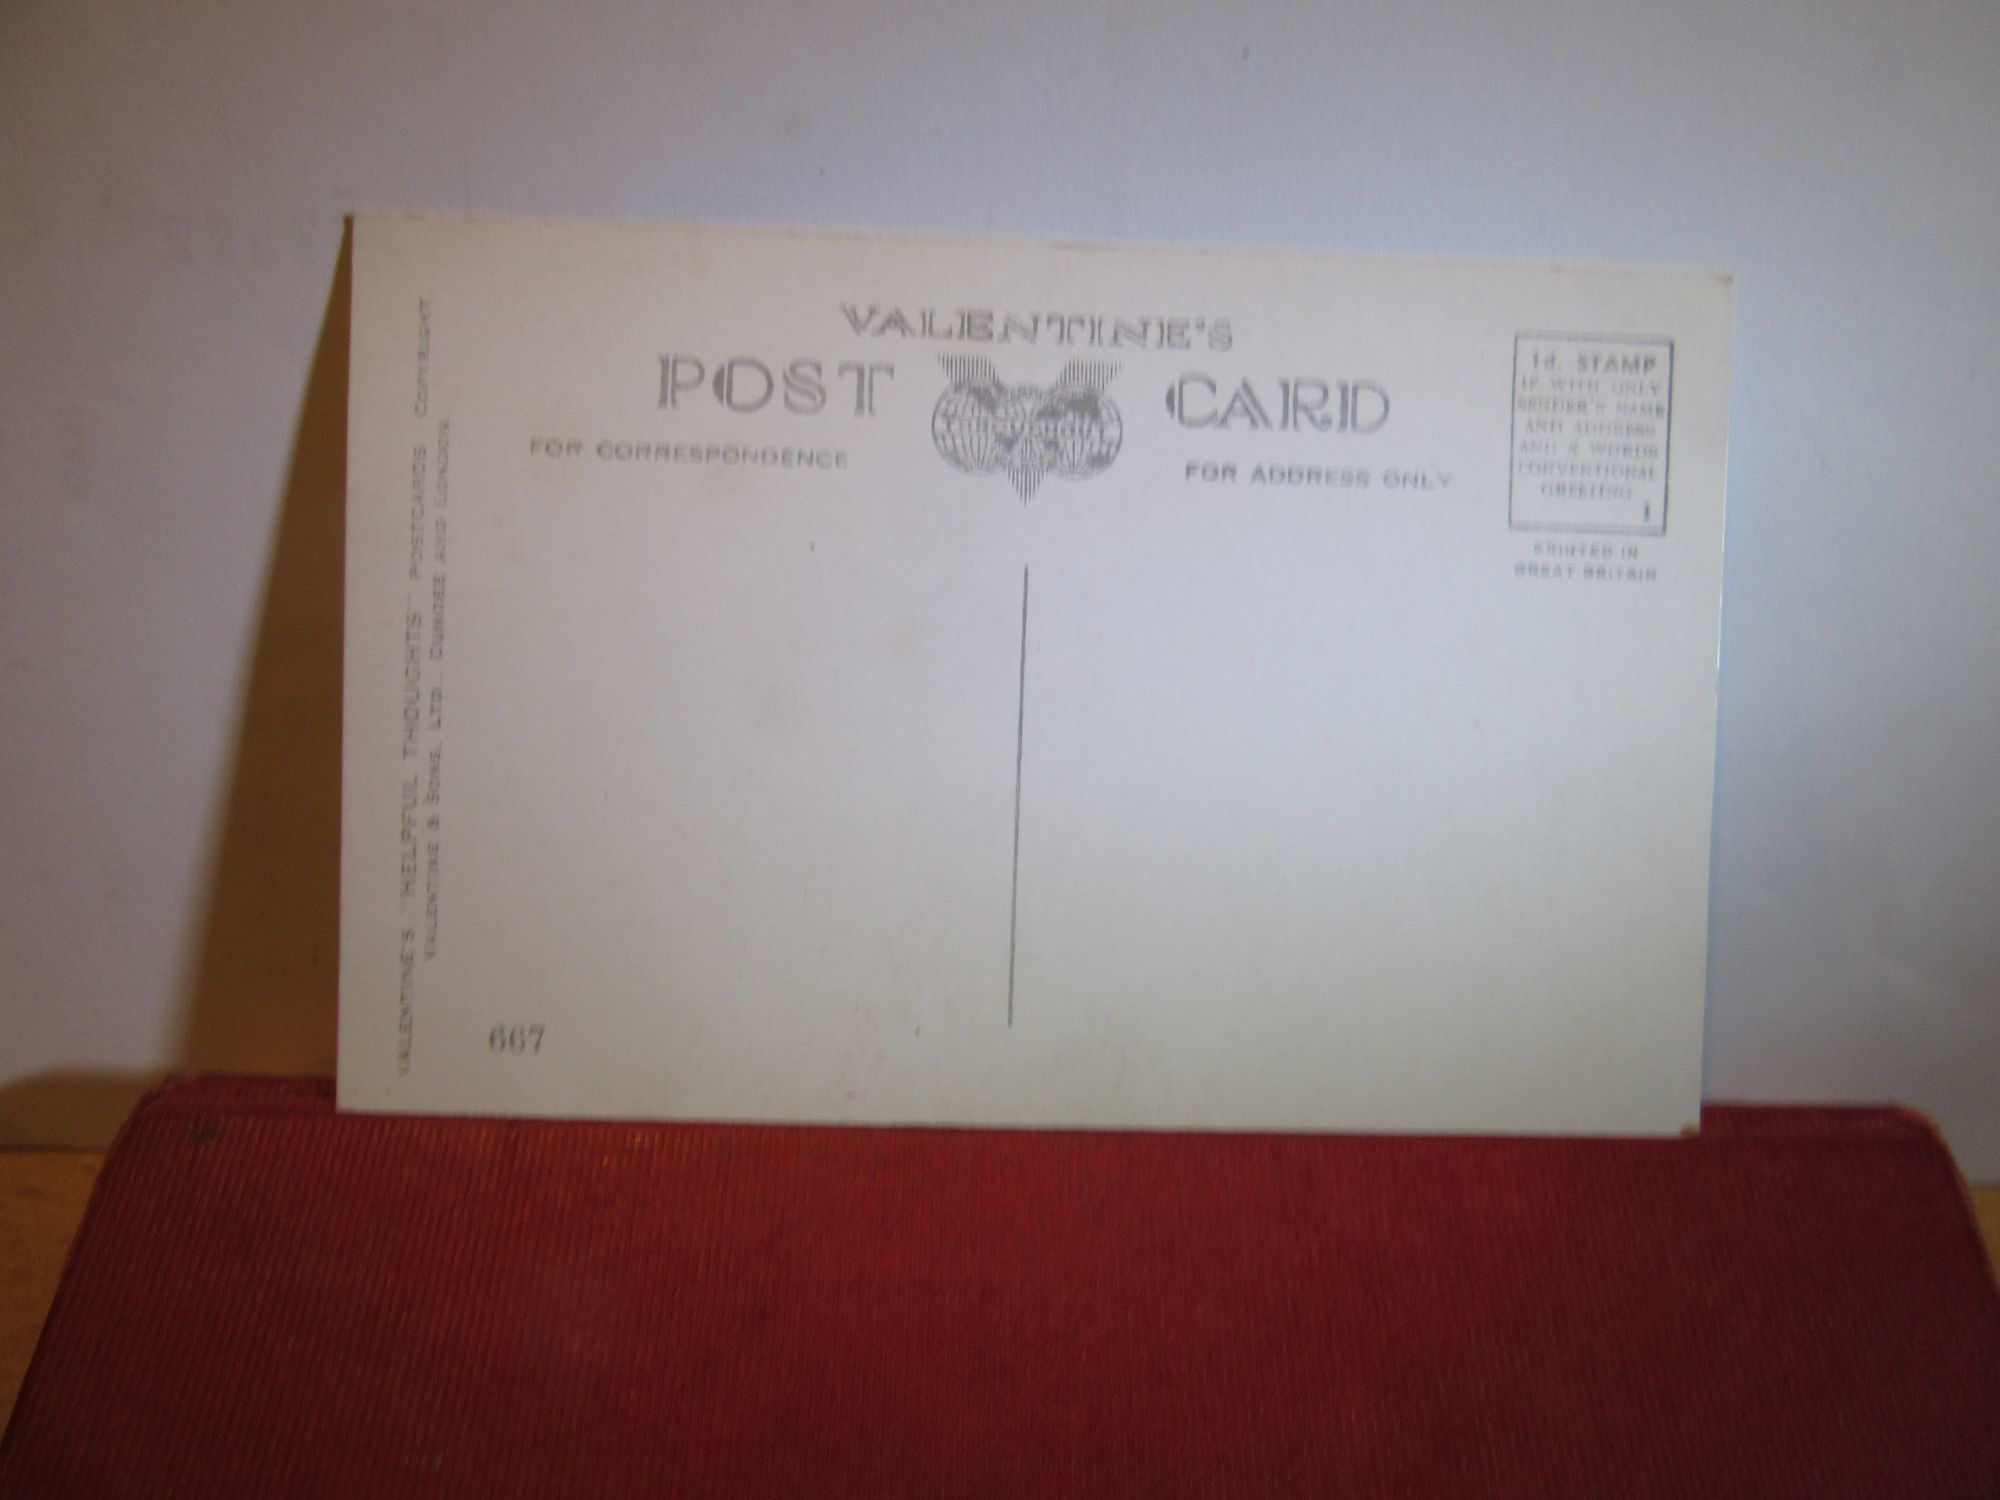 VALENTINE'S
POST CARD
FOR CORRESPONDENCE
FOR ADDRESS ONLY
1d. STAMP
IF WITH ONLY
SENDER'S NAME
AND ADDRESS
AND 5 WORDS
CONVENTIONAL
GREETING
1
PRINTED IN
GREAT BRITAIN
VALENTINE'S "HELPFUL THOUGHTS" POSTCARDS COPYRIGHT
VALENTINE & SONS, LTD. DUNDEE AND LONDON
667